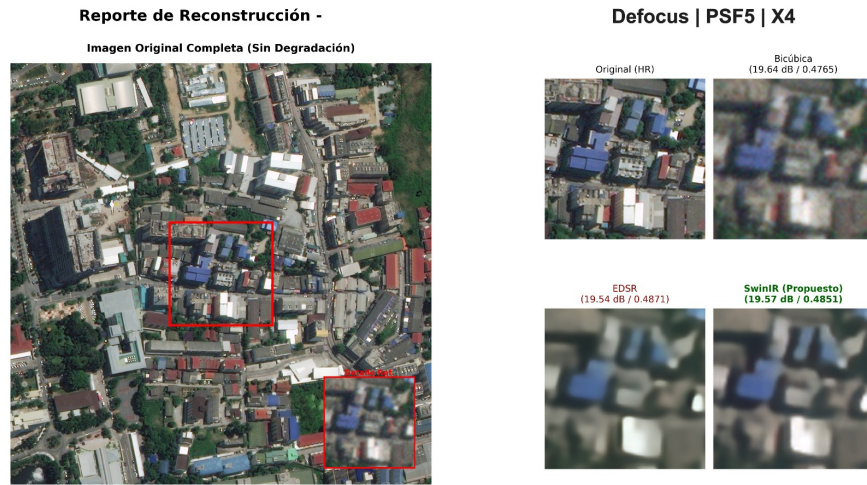 Reporte de Reconstrucción -
Defocus | PSF5 | X4
Imagen Original Completa (Sin Degradación)
Original (HR)
Bicúbica
(19.64 dB / 0.4765)
EDSR
(19.54 dB / 0.4871)
SwinIR (Propuesto)
(19.57 dB / 0.4851)